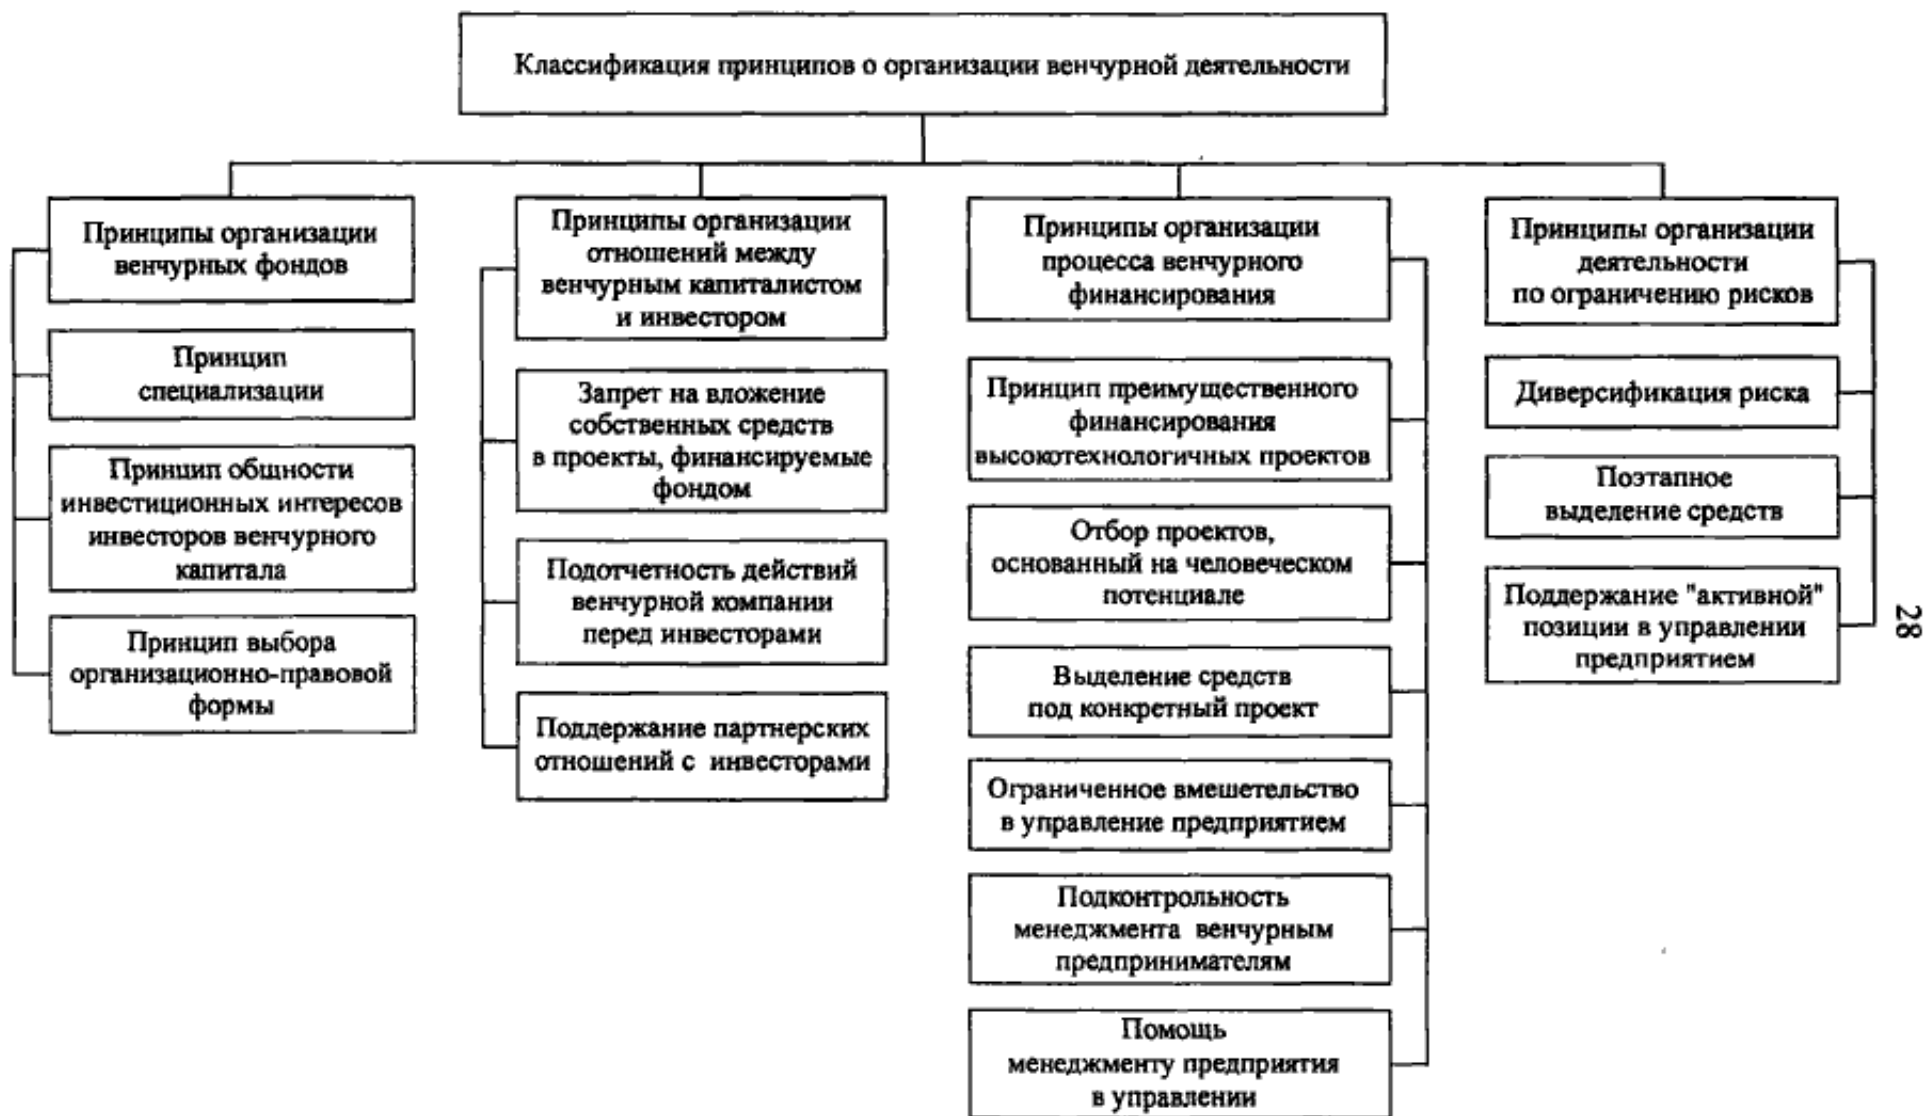 Классификация принципов о организации венчурной деятельности
Принципы организации
венчурных фондов
Принцип
специализации
Принцип общности
инвестиционных интересов
инвесторов венчурного
капитала
Принцип выбора
организационно-правовой
формы
Принципы организации
отношений между
венчурным капиталистом
и инвестором
Запрет на вложение
собственных средств
в проекты, финансируемые
фондом
Подотчетность действий
венчурной компании
перед инвесторами
Поддержание партнерских
отношений с инвесторами
Принципы организации
процесса венчурного
финансирования
Принцип преимущественного
финансирования
высокотехнологичных проектов
Отбор проектов,
основанный на человеческом
потенциале
Выделение средств
под конкретный проект
Ограниченное вмешетельство
в управление предприятием
Подконтрольность
менеджмента венчурным
предпринимателям
Помощь
менеджменту предприятия
в управлении
Принципы организации
деятельности
по ограничению рисков
Диверсификация риска
Поэтапное
выделение средств
Поддержание "активной"
позиции в управлении
предприятием
28